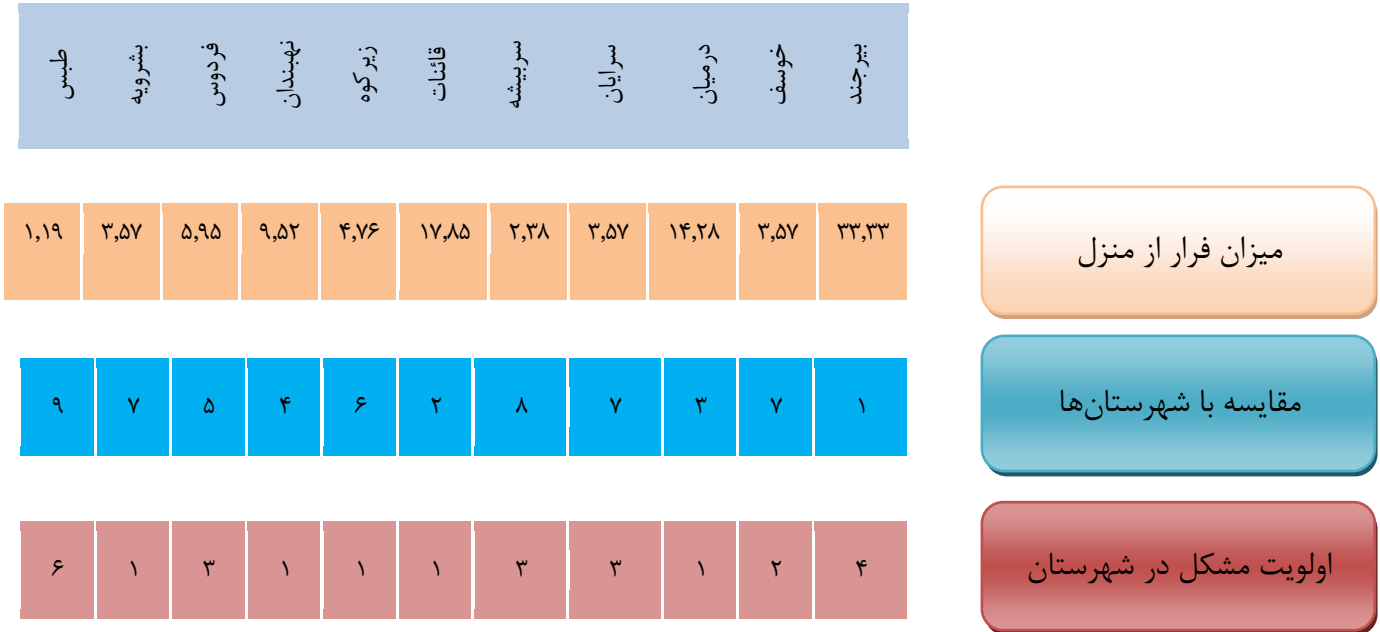 بیرجند خوسف درمیان سرایان سربیشه قائنات زیرکوه نهبندان فردوس بشرویه طبس
میزان فرار از منزل ۳۳,۳۳ ۳,۵۷ ۱۴,۲۸ ۳,۵۷ ۲,۳۸ ۱۷,۸۵ ۴,۷۶ ۹,۵۲ ۵,۹۵ ۳,۵۷ ۱,۱۹
مقایسه با شهرستان‌ها ۱ ۷ ۳ ۷ ۸ ۲ ۶ ۴ ۵ ۷ ۹
اولویت مشکل در شهرستان ۴ ۲ ۱ ۳ ۳ ۱ ۱ ۱ ۳ ۱ ۶